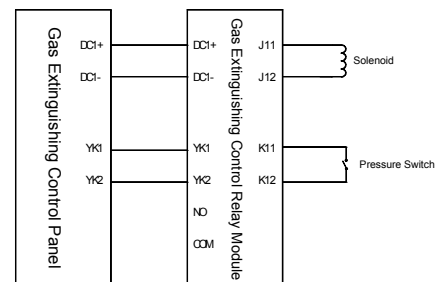 Gas Extinguishing Control Panel
DC1+
DC1-
YK1
YK2
Gas Extinguishing Control Relay Module
DC1+
DC1-
YK1
YK2
NO
COM
J11
J12
K11
K12
Solenoid
Pressure Switch